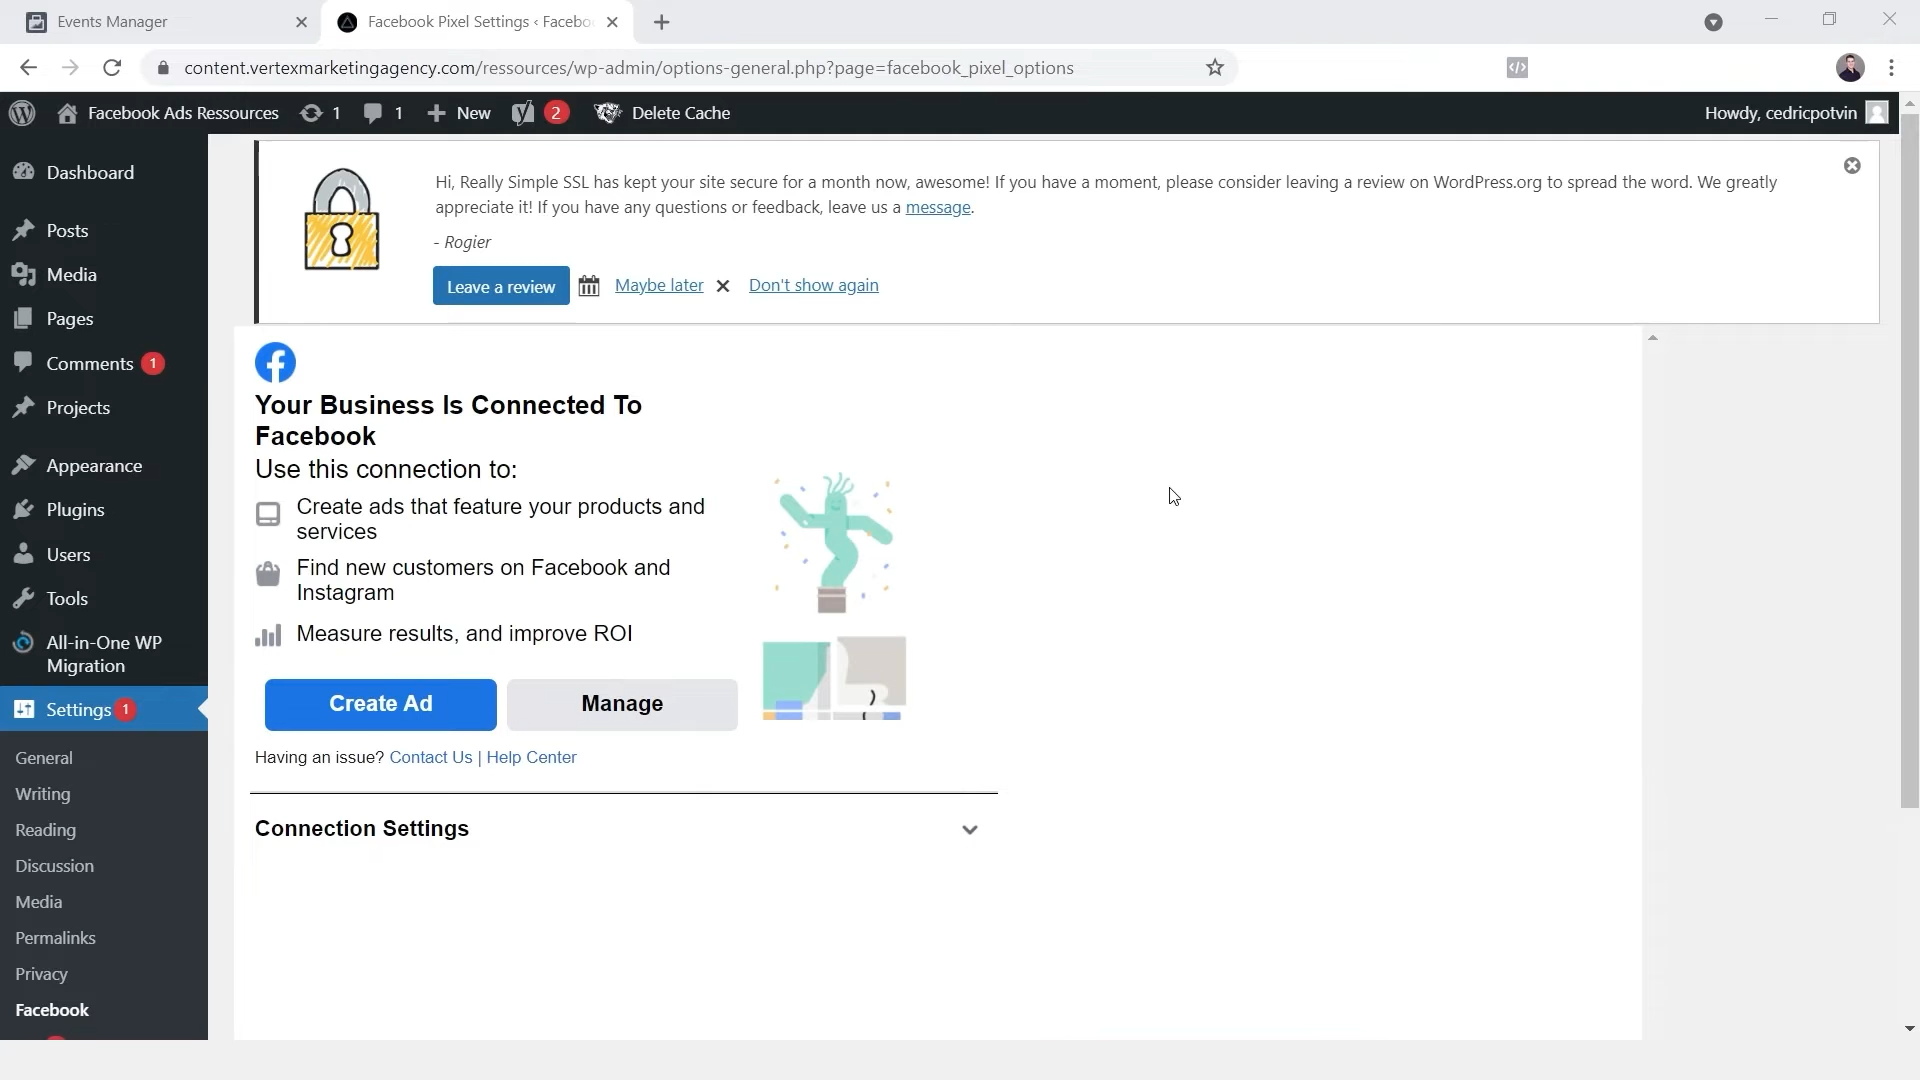 Events Manager
Facebook Pixel Settings ‹ Facebo
content.vertexmarketingagency.com/ressources/wp-admin/options-general.php?page=facebook_pixel_options
Facebook Ads Ressources 1 1 New 2 Delete Cache
Howdy, cedricpotvin
Dashboard
Posts
Media
Pages
Comments 1
Projects
Appearance
Plugins
Users
Tools
All-in-One WP
Migration
Settings 1
General
Writing
Reading
Discussion
Media
Permalinks
Privacy
Facebook
Hi, Really Simple SSL has kept your site secure for a month now, awesome! If you have a moment, please consider leaving a review on WordPress.org to spread the word. We greatly
appreciate it! If you have any questions or feedback, leave us a message.
- Rogier
Leave a review Maybe later Don't show again
Your Business Is Connected To
Facebook
Use this connection to:
Create ads that feature your products and
services
Find new customers on Facebook and
Instagram
Measure results, and improve ROI
Create Ad Manage
Having an issue? Contact Us | Help Center
Connection Settings